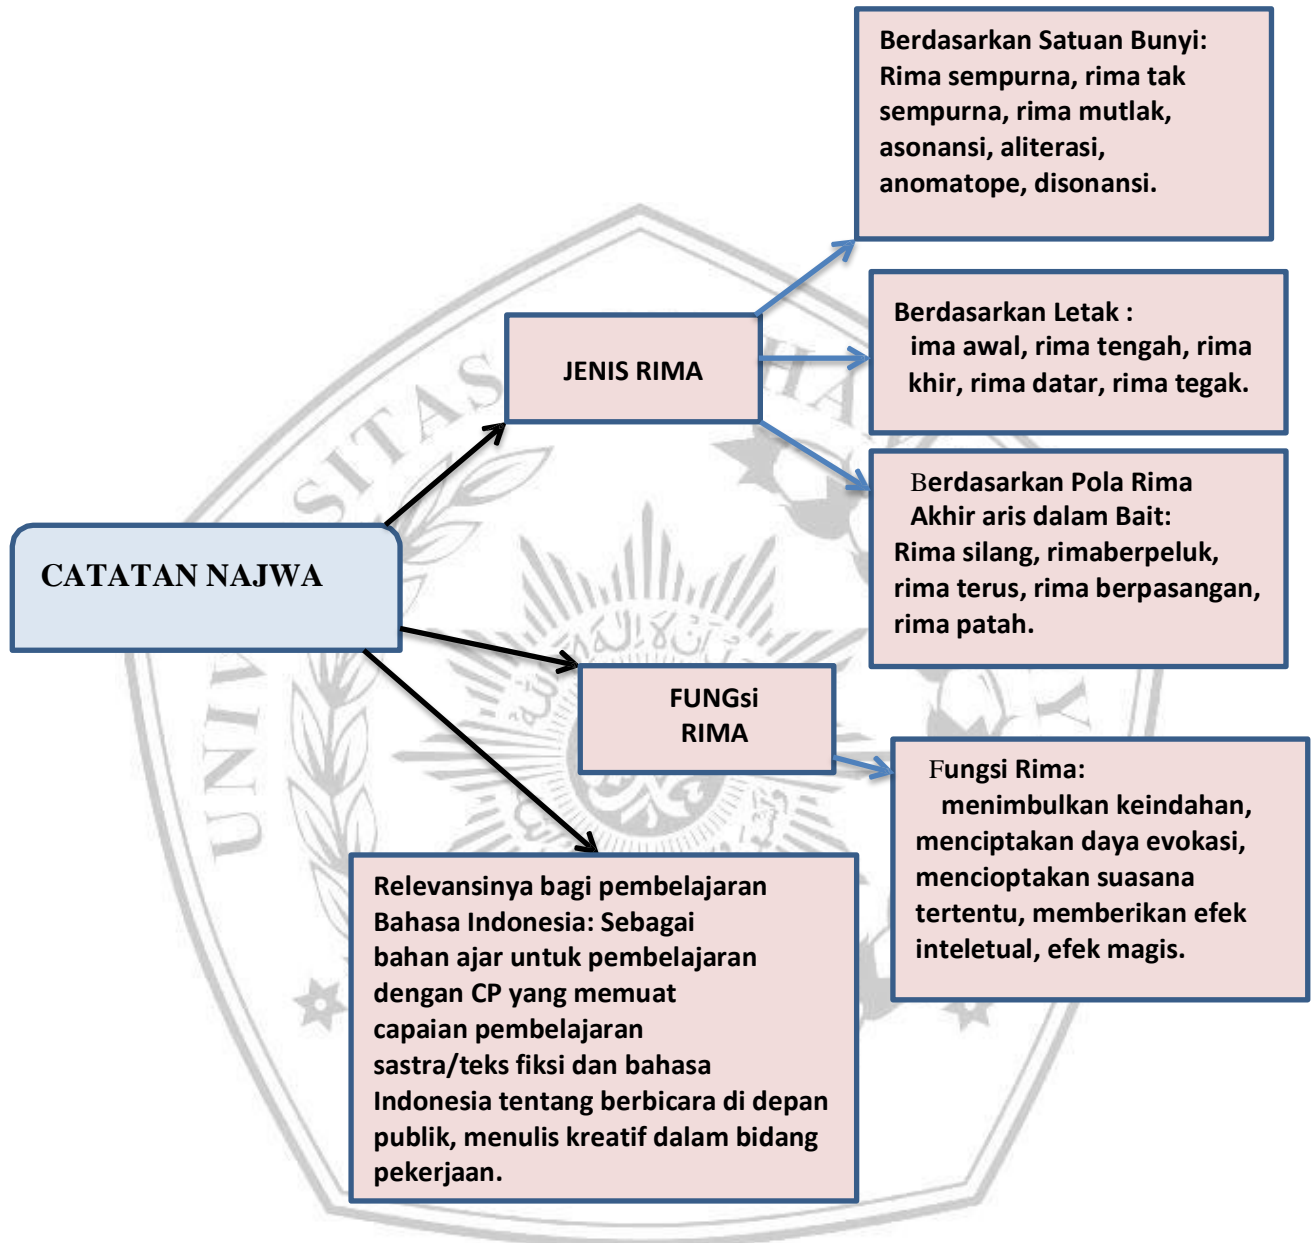 Berdasarkan Satuan Bunyi:
Rima sempurna, rima tak
sempurna, rima mutlak,
asonansi, aliterasi,
anomatope, disonansi.
JENIS RIMA
Berdasarkan Letak :
ima awal, rima tengah, rima
khir, rima datar, rima tegak.
Berdasarkan Pola Rima
Akhir aris dalam Bait:
Rima silang, rimaberpeluk,
rima terus, rima berpasangan,
rima patah.
CATATAN NAJWA
FUNGsi
RIMA
Fungsi Rima:
menimbulkan keindahan,
menciptakan daya evokasi,
mencioptakan suasana
tertentu, memberikan efek
inteletual, efek magis.
Relevansinya bagi pembelajaran
Bahasa Indonesia: Sebagai
bahan ajar untuk pembelajaran
dengan CP yang memuat
capaian pembelajaran
sastra/teks fiksi dan bahasa
Indonesia tentang berbicara di depan
publik, menulis kreatif dalam bidang
pekerjaan.